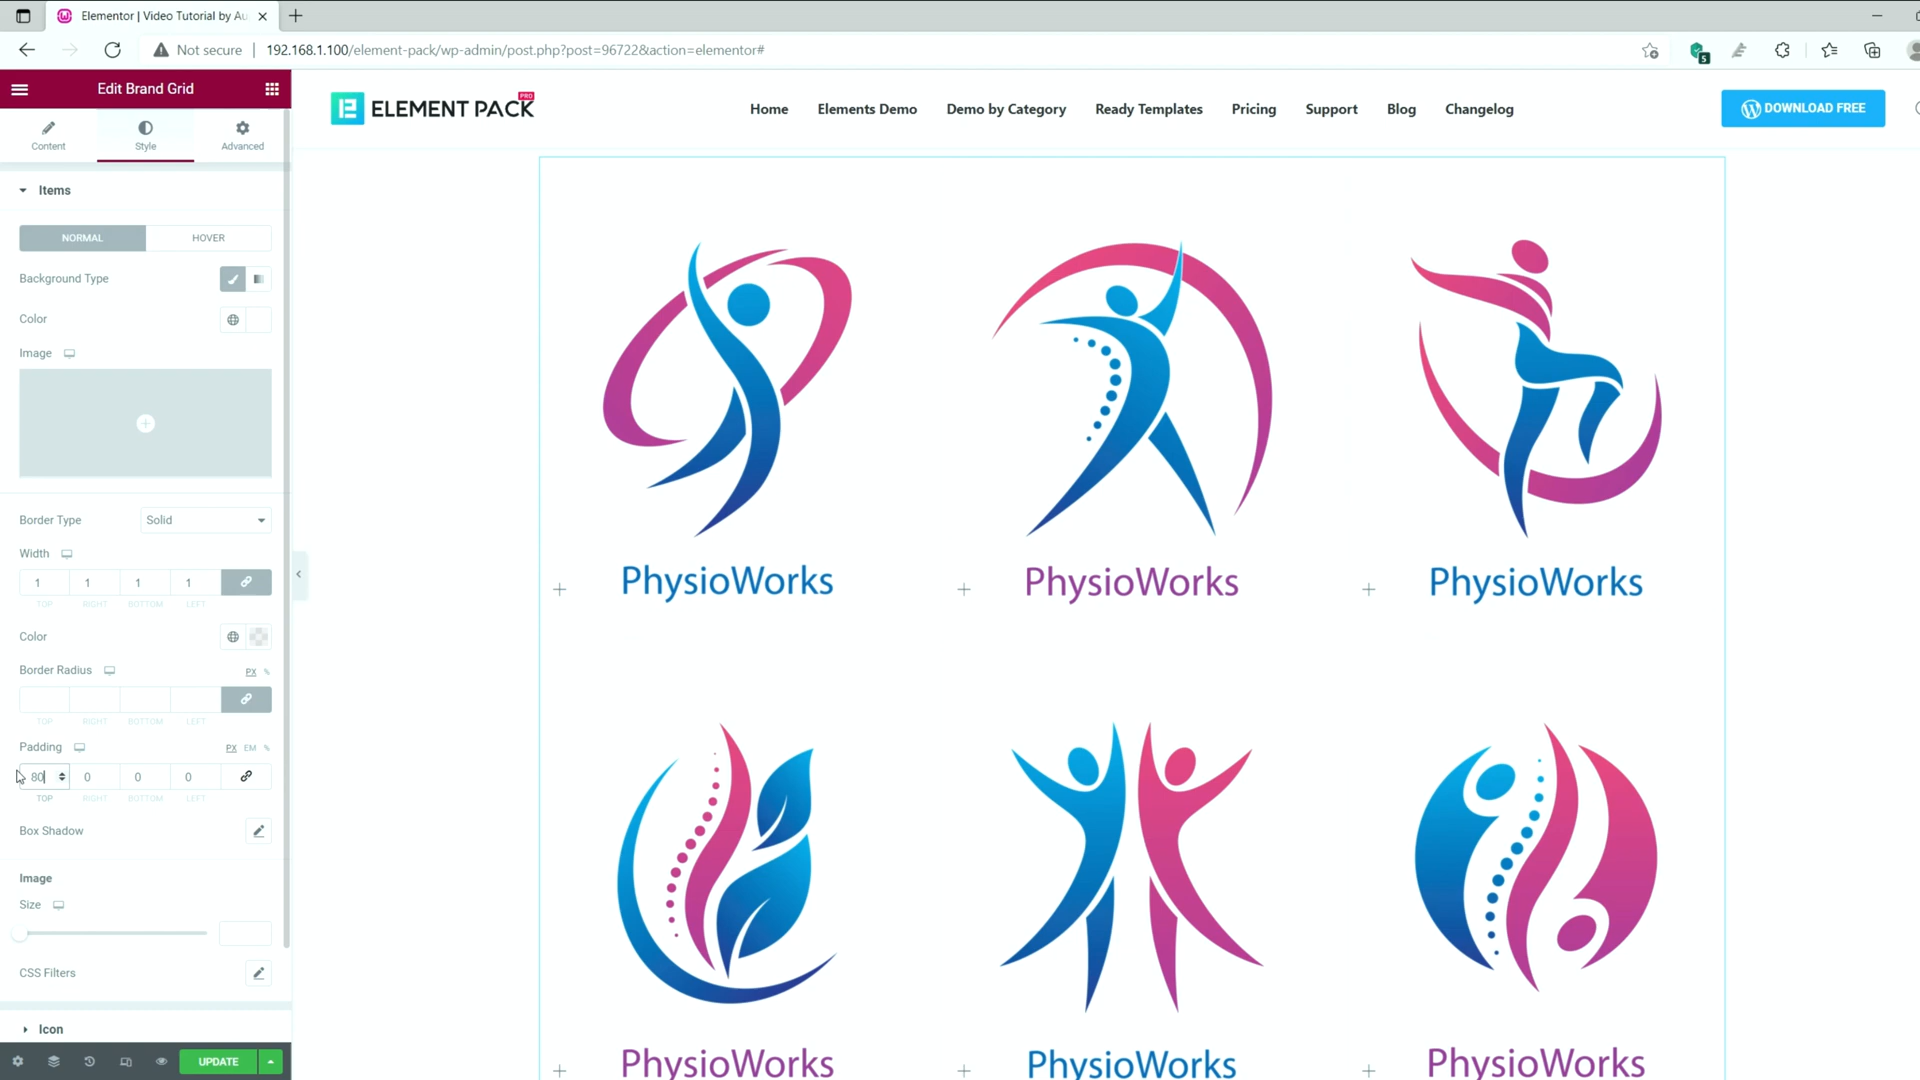 Elementor | Video Tutorial by Au
Not secure
192.168.1.100/element-pack/wp-admin/post.php?post=96722&action=elementor#
5
Edit Brand Grid
Content
Style
Advanced
Items
NORMAL
HOVER
Background Type
Color
Image
Border Type
Solid
Width
1 1 1 1
TOP RIGHT BOTTOM LEFT
Color
Border Radius
PX %
TOP RIGHT BOTTOM LEFT
Padding
PX EM %
80 0 0 0
TOP RIGHT BOTTOM LEFT
Box Shadow
Image
Size
CSS Filters
Icon
UPDATE
ELEMENT PACK
PRO
Home
Elements Demo
Demo by Category
Ready Templates
Pricing
Support
Blog
Changelog
DOWNLOAD FREE
PhysioWorks
PhysioWorks
PhysioWorks
PhysioWorks
PhysioWorks
PhysioWorks